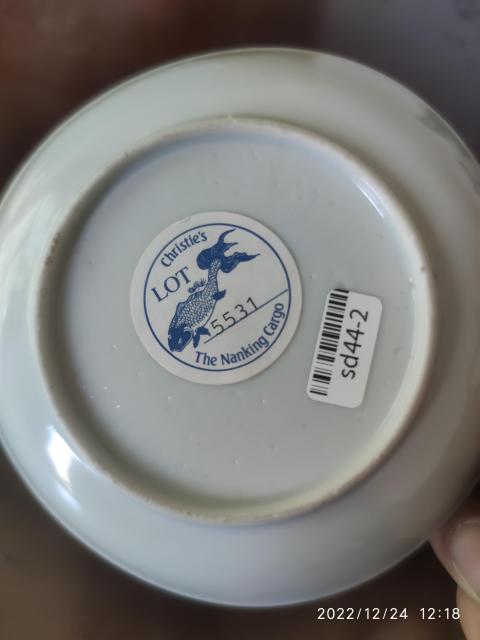 Christie's
LOT
5531
The Nanking Cargo
sd44-2
2022/12/24 12:18